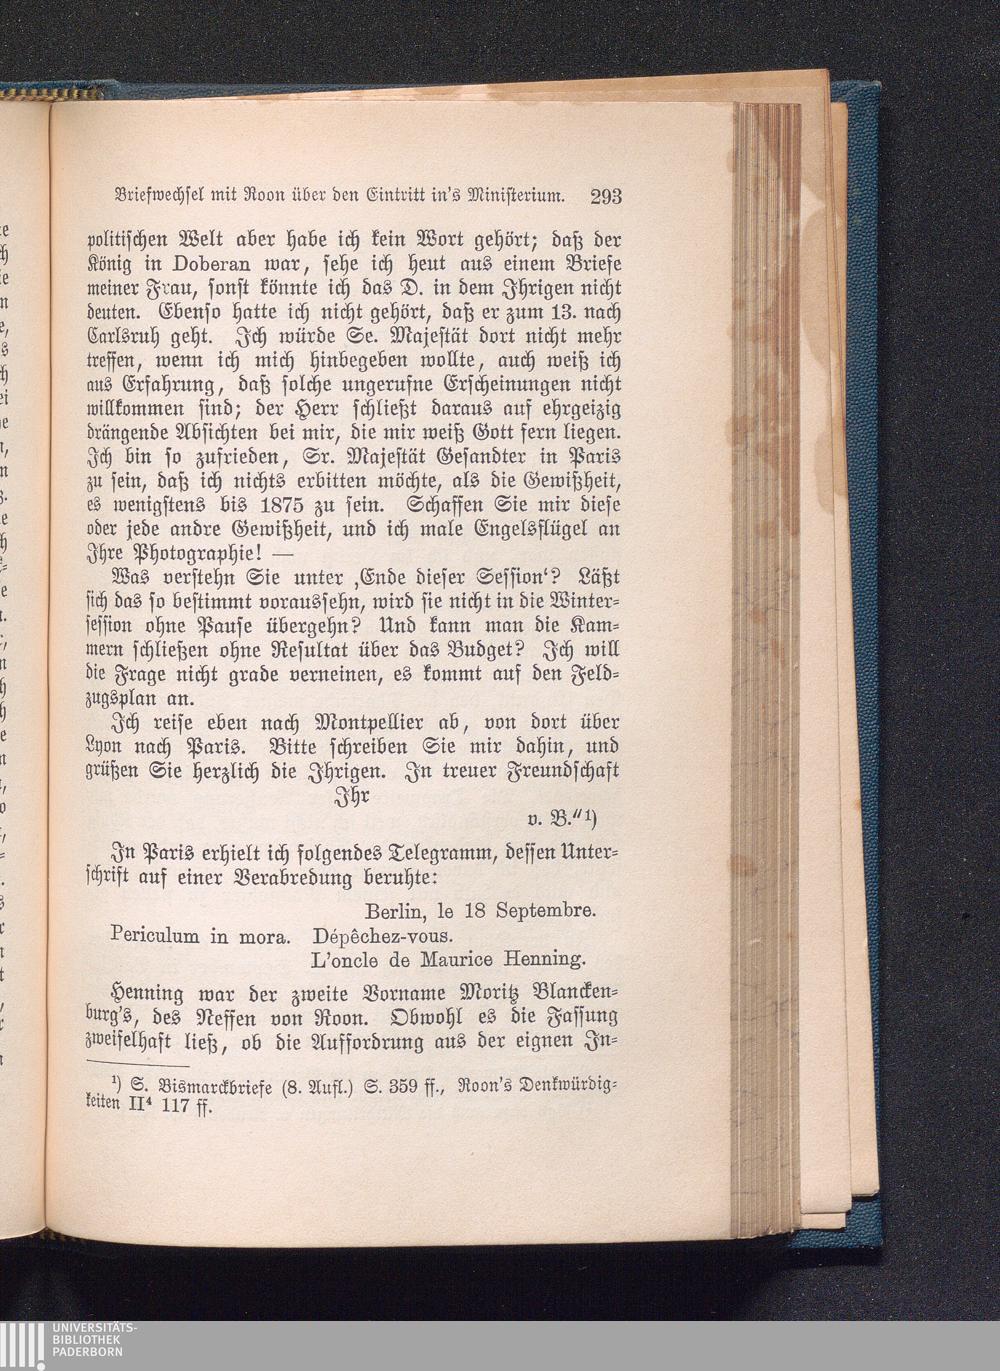 Briefwechsel mit Roon über den Eintritt in's Ministerium. 293
politischen Welt aber habe ich kein Wort gehört; daß der
König in Doberan war, sehe ich heut aus einem Briefe
meiner Frau, sonst könnte ich das D. in dem Ihrigen nicht
deuten. Ebenso hatte ich nicht gehört, daß er zum 13. nach
Carlsruh geht. Ich würde Se. Majestät dort nicht mehr
treffen, wenn ich mich hinbegeben wollte, auch weiß ich
aus Erfahrung, daß solche ungerufne Erscheinungen nicht
willkommen sind; der Herr schließt daraus auf ehrgeizig
drängende Absichten bei mir, die mir weiß Gott fern liegen.
Ich bin so zufrieden, Sr. Majestät Gesandter in Paris
zu sein, daß ich nichts erbitten möchte, als die Gewißheit,
es wenigstens bis 1875 zu sein. Schaffen Sie mir diese
oder jede andre Gewißheit, und ich male Engelsflügel an
Ihre Photographie! —
Was verstehn Sie unter ‚Ende dieser Session‘? Läßt
sich das so bestimmt voraussehn, wird sie nicht in die Winter-
session ohne Pause übergehn? Und kann man die Kam-
mern schließen ohne Resultat über das Budget? Ich will
die Frage nicht grade verneinen, es kommt auf den Feld-
zugsplan an.
Ich reise eben nach Montpellier ab, von dort über
Lyon nach Paris. Bitte schreiben Sie mir dahin, und
grüßen Sie herzlich die Ihrigen. In treuer Freundschaft
Ihr
v. B.“¹)
In Paris erhielt ich folgendes Telegramm, dessen Unter-
schrift auf einer Verabredung beruhte:
Berlin, le 18 Septembre.
Periculum in mora. Dépêchez-vous.
L'oncle de Maurice Henning.
Henning war der zweite Vorname Moritz Blancken-
burg's, des Neffen von Roon. Obwohl es die Fassung
zweifelhaft ließ, ob die Aufforderung aus der eignen In-
¹) S. Bismarckbriefe (8. Aufl.) S. 359 ff., Roon's Denkwürdig-
keiten II⁴ 117 ff.
UNIVERSITÄTS-
BIBLIOTHEK
PADERBORN